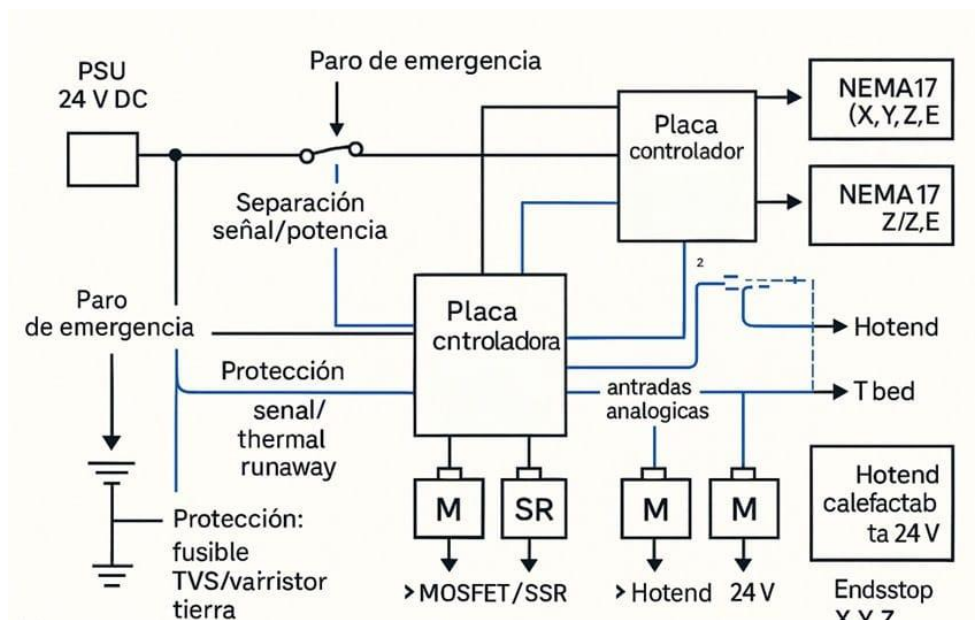 PSU
24 V DC
Paro de emergencia
Placa
controlador
NEMA17
(X,Y,Z,E
NEMA 17
Z/Z,E
Separación
señal/potencia
2
Paro
de emergencia
Placa
cntroladora
Hotend
Protección
senal/
thermal
runaway
antradas
analogicas
T bed
Hotend
calefactab
ta 24 V
M
SR
M
M
Protección:
fusible
TVS/varristor
tierra
>MOSFET/SSR
>Hotend
24 V
Endsstop
X Y Z